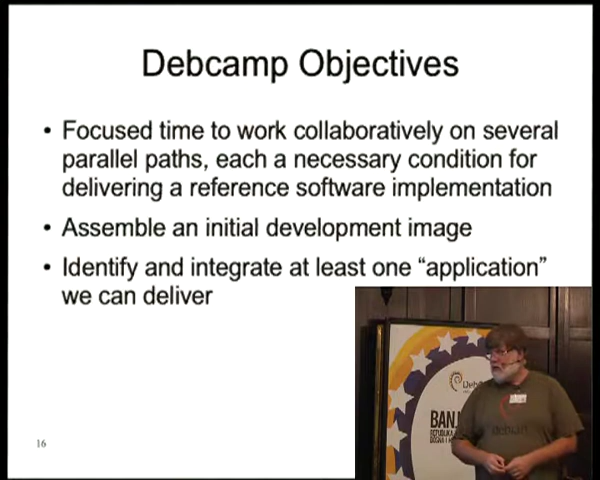 Debcamp Objectives
• Focused time to work collaboratively on several
parallel paths, each a necessary condition for
delivering a reference software implementation
• Assemble an initial development image
• Identify and integrate at least one “application”
we can deliver
16
debian